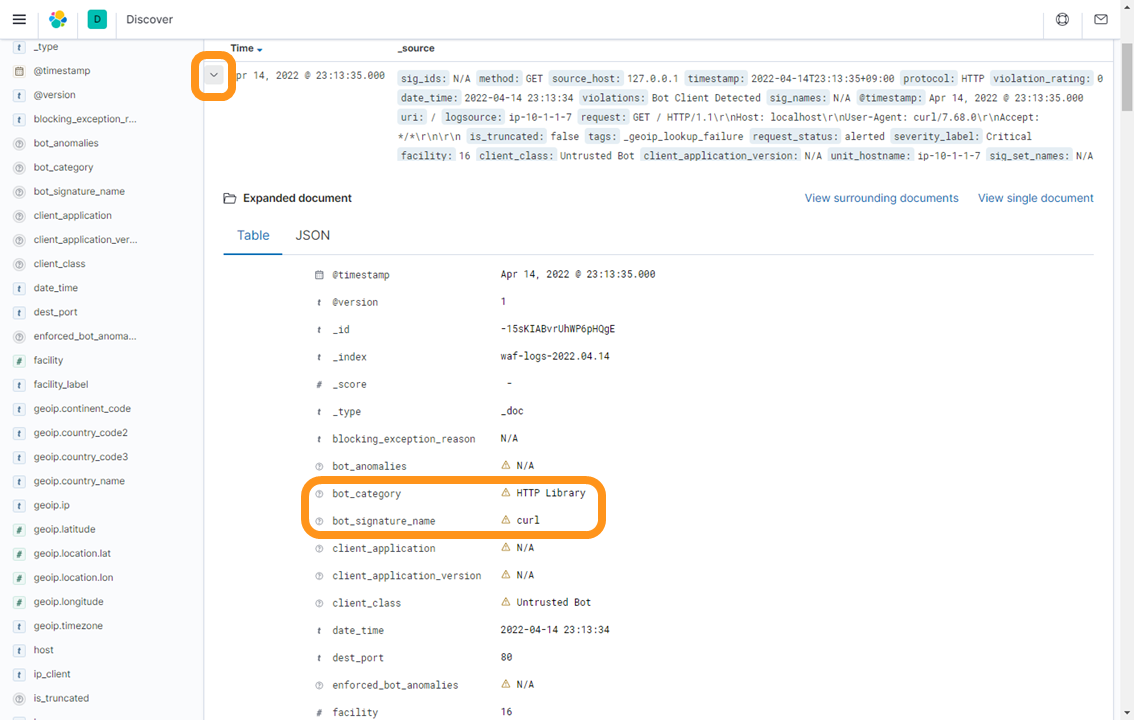 D Discover
_type
@timestamp
@version
blocking_exception_r...
bot_anomalies
bot_category
bot_signature_name
client_application
client_application_ver...
client_class
date_time
dest_port
enforced_bot_anoma...
facility
facility_label
geoip.continent_code
geoip.country_code2
geoip.country_code3
geoip.country_name
geoip.ip
geoip.latitude
geoip.location.lat
geoip.location.lon
geoip.longitude
geoip.timezone
host
ip_client
is_truncated
Time _source
pr 14, 2022 @ 23:13:35.000
sig_ids: N/A method: GET source_host: 127.0.0.1 timestamp: 2022-04-14T23:13:35+09:00 protocol: HTTP violation_rating: 0
date_time: 2022-04-14 23:13:34 violations: Bot Client Detected sig_names: N/A @timestamp: Apr 14, 2022 @ 23:13:35.000
uri: / logsource: ip-10-1-1-7 request: GET / HTTP/1.1\r\nHost: localhost\r\nUser-Agent: curl/7.68.0\r\nAccept:
*/*\r\n\r\n is_truncated: false tags: _geoip_lookup_failure request_status: alerted severity_label: Critical
facility: 16 client_class: Untrusted Bot client_application_version: N/A unit_hostname: ip-10-1-1-7 sig_set_names: N/A
Expanded document View surrounding documents View single document
Table JSON
@timestamp Apr 14, 2022 @ 23:13:35.000
t @version 1
t _id -15sKIABvrUhWP6pHQgE
t _index waf-logs-2022.04.14
# _score -
t _type _doc
t blocking_exception_reason N/A
? bot_anomalies N/A
? bot_category HTTP Library
? bot_signature_name curl
? client_application N/A
? client_application_version N/A
? client_class Untrusted Bot
t date_time 2022-04-14 23:13:34
t dest_port 80
? enforced_bot_anomalies N/A
# facility 16